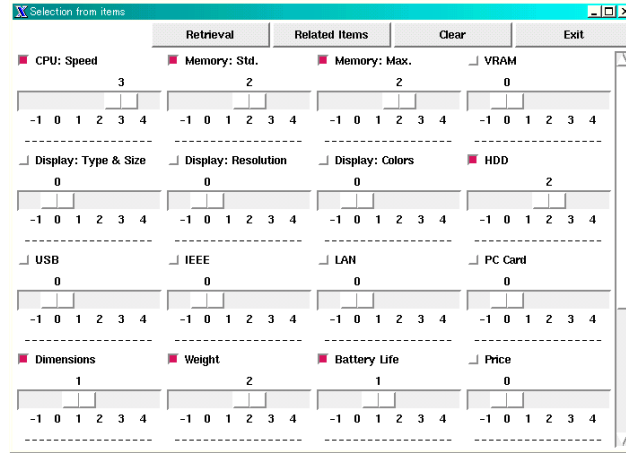 Selection from items
Retrieval Related Items Clear Exit
CPU: Speed Memory: Std. Memory: Max. VRAM
3 2 2 0
-1 0 1 2 3 4 -1 0 1 2 3 4 -1 0 1 2 3 4 -1 0 1 2 3 4
Display: Type & Size Display: Resolution Display: Colors HDD
0 0 0 2
-1 0 1 2 3 4 -1 0 1 2 3 4 -1 0 1 2 3 4 -1 0 1 2 3 4
USB IEEE LAN PC Card
0 0 0 0
-1 0 1 2 3 4 -1 0 1 2 3 4 -1 0 1 2 3 4 -1 0 1 2 3 4
Dimensions Weight Battery Life Price
1 2 1 0
-1 0 1 2 3 4 -1 0 1 2 3 4 -1 0 1 2 3 4 -1 0 1 2 3 4